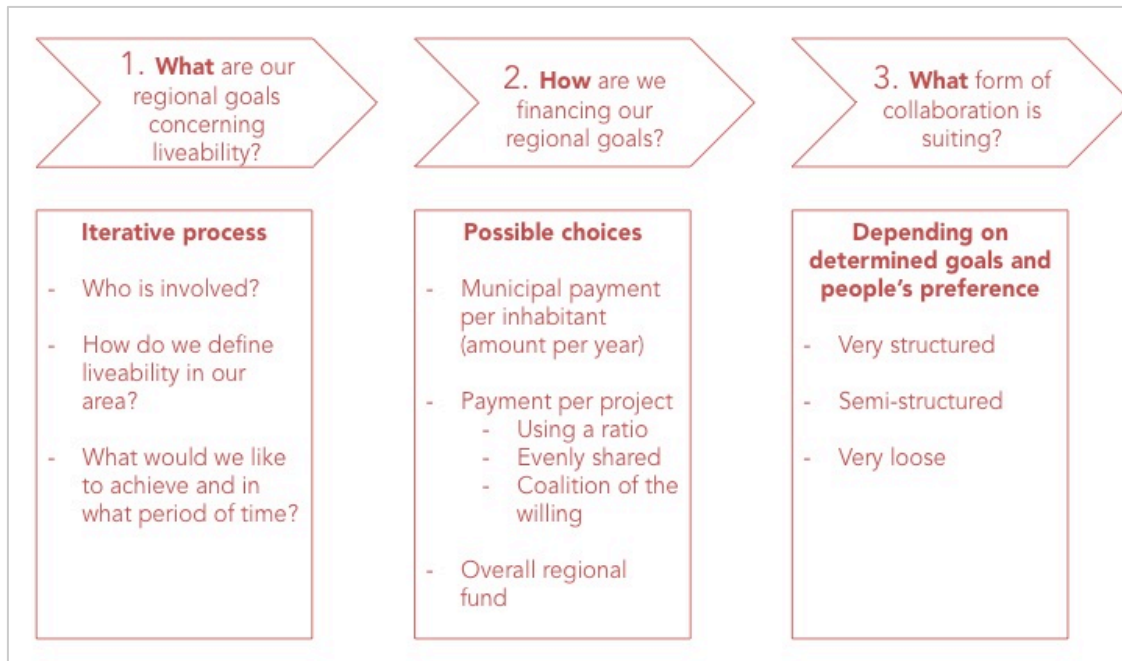 1. What are our
regional goals
concerning
liveability?
2. How are we
financing our
regional goals?
3. What form of
collaboration is
suiting?
Iterative process
- Who is involved?
- How do we define
liveability in our
area?
- What would we like
to achieve and in
what period of time?
Possible choices
- Municipal payment
per inhabitant
(amount per year)
- Payment per project
- Using a ratio
- Evenly shared
- Coalition of the
willing
- Overall regional
fund
Depending on
determined goals and
people's preference
- Very structured
- Semi-structured
- Very loose